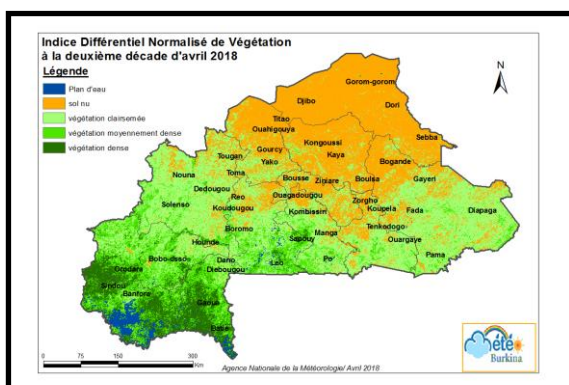 Indice Différentiel Normalisé de Végétation
à la deuxième décade d'avril 2018
Légende
Plan d'eau
sol nu
végétation clairsemée
végétation moyennement dense
végétation dense
N
Gorom-gorom
Djibo
Dori
Titao
Ouahigouya
Sebba
Kongoussi
Gourcy
Kaya
Tougan
Yako
Bogande
Nouna
Toma
Bousse
Ziniare
Boulsa
Gayeri
Dedougou
Reo
Ouagadougou
Zorgho
Solenso
Koudougou
Kombissiri
Koupela
Fada
Diapaga
Boromo
Manga
Tenkodogo
Hounde
Sapouy
Ouargaye
Bobo-dsso
Dano
Leo
Po
Pama
Orodara
Diebougou
Sindou
Banfora
Gaoua
Batie
0 75 150 300
Km
Agence Nationale de la Météorologie/ Avril 2018
été
Burkina